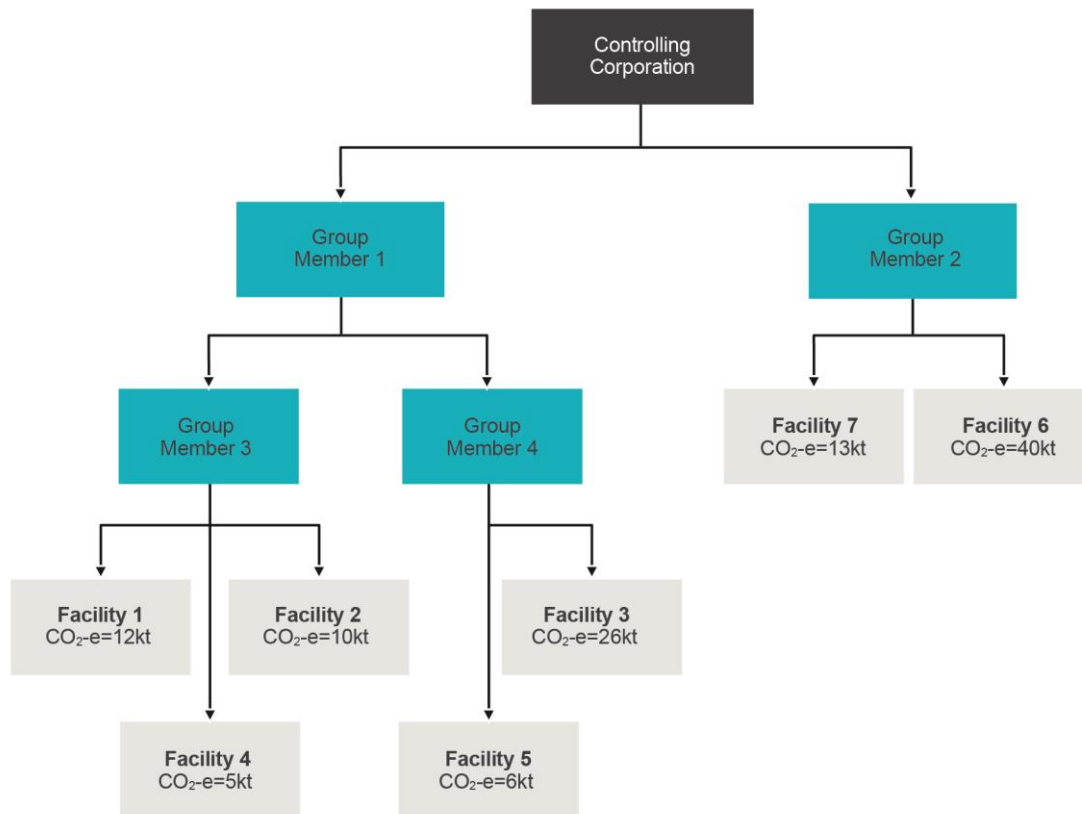 Controlling
Corporation
Group
Member 1
Group
Member 2
Group
Member 3
Group
Member 4
Facility 7
CO₂-e=13kt
Facility 6
CO₂-e=40kt
Facility 1
CO₂-e=12kt
Facility 2
CO₂-e=10kt
Facility 3
CO₂-e=26kt
Facility 4
CO₂-e=5kt
Facility 5
CO₂-e=6kt